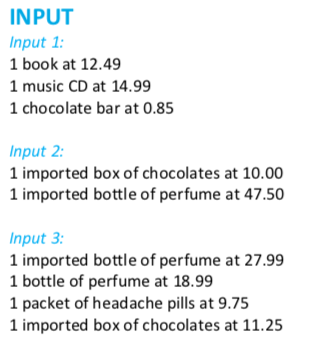 INPUT
Input 1:
1 book at 12.49
1 music CD at 14.99
1 chocolate bar at 0.85
Input 2:
1 imported box of chocolates at 10.00
1 imported bottle of perfume at 47.50
Input 3:
1 imported bottle of perfume at 27.99
1 bottle of perfume at 18.99
1 packet of headache pills at 9.75
1 imported box of chocolates at 11.25